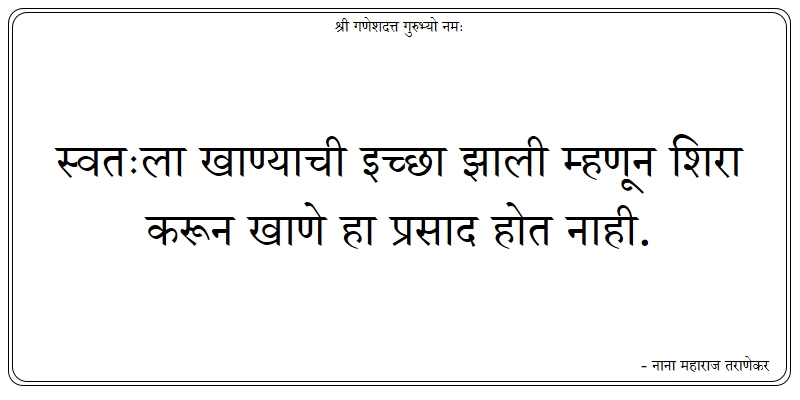 श्री गणेशदत्त गुरुभ्यो नमः
स्वतःला खाण्याची इच्छा झाली म्हणून शिरा
करून खाणे हा प्रसाद होत नाही.
- नाना महाराज तराणेकर